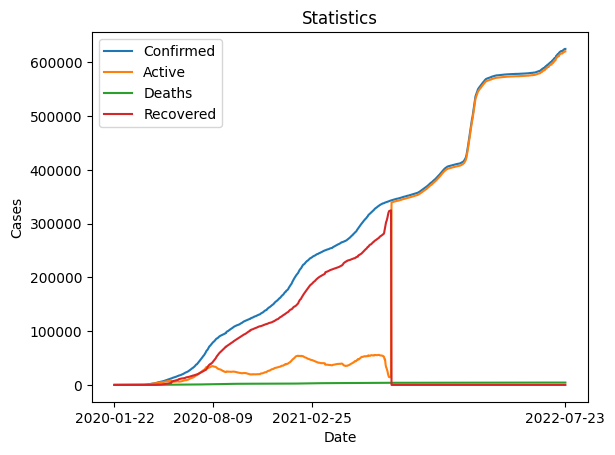 Statistics
Confirmed
Active
Deaths
Recovered
600000
500000
400000
300000
200000
100000
0
Cases
2020-01-22 2020-08-09 2021-02-25 2022-07-23
Date